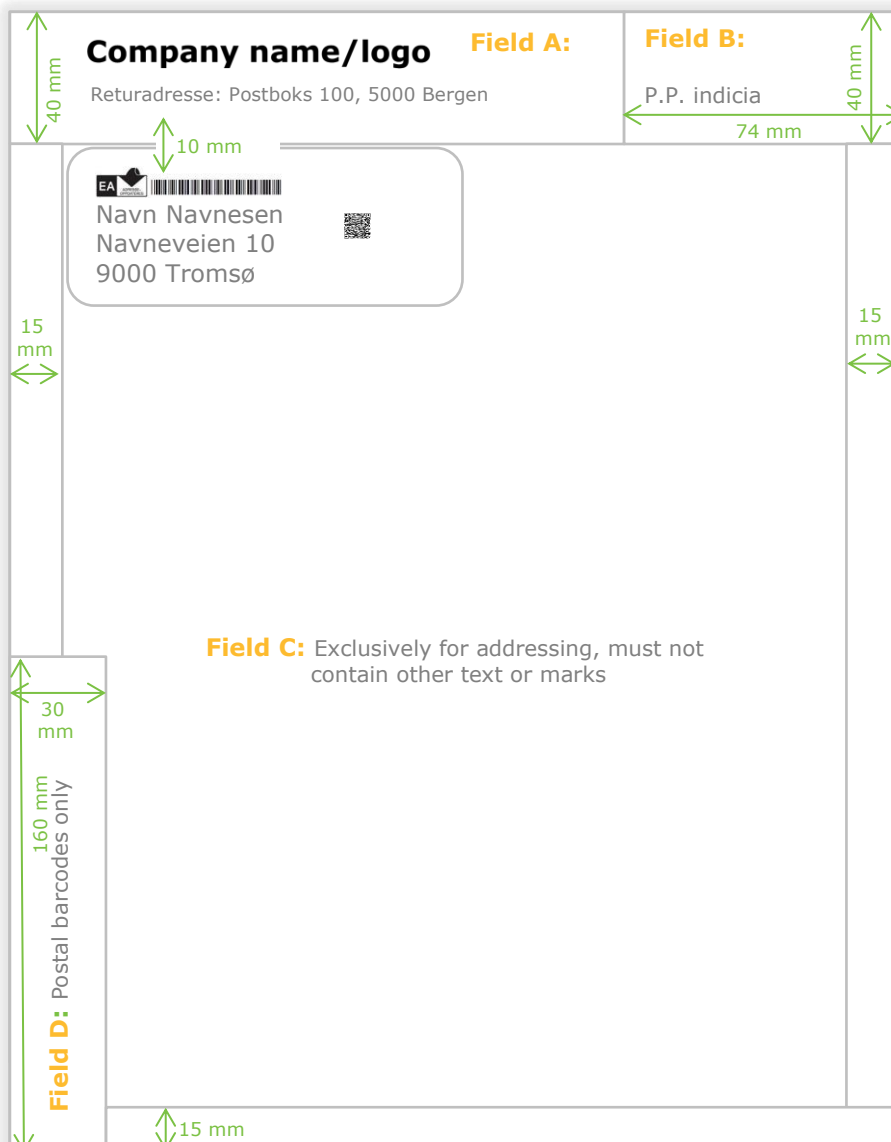 Company name/logo
Field A:
Field B:
Returadresse: Postboks 100, 5000 Bergen
P.P. indicia
40 mm
40 mm
74 mm
10 mm
EA
Navn Navnesen
Navneveien 10
9000 Tromsø
15
mm
15
mm
Field C: Exclusively for addressing, must not
contain other text or marks
30
mm
160 mm
Field D: Postal barcodes only
15 mm